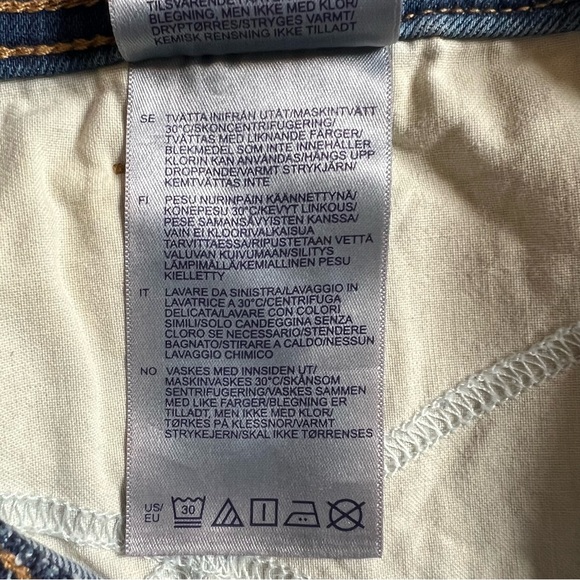 TILSVARENDE
BLEGNING, MEN IKKE MED KLOR/
DRYPTØRRES/STRYGES VARMT/
KEMISK RENSNING IKKE TILLADT
SE TVÄTTA INIFRÅN UTÅT/MASKINTVÄTT
30°C/SKONCENTRIFUGERING/
TVÄTTAS MED LIKNANDE FÄRGER/
BLEKMEDEL SOM INTE INNEHÅLLER
KLORIN KAN ANVÄNDAS/HÄNGS UPP
DROPPANDE/VARMT STRYKJÄRN/
KEMTVÄTTAS INTE
FI PESU NURINPÄIN KÄÄNNETTYNÄ/
KONEPESU 30°C/KEVYT LINKOUS/
PESE SAMANSÄVYISTEN KANSSA/
VAIN EI KLOORIVALKAISUA
TARVITTAESSA/RIPUSTETAAN VETTÄ
VALUVAN KUIVUMAAN/SILITYS
LÄMPIMÄLLÄ/KEMIALLINEN PESU
KIELLETTY
IT LAVARE DA SINISTRA/LAVAGGIO IN
LAVATRICE A 30°C/CENTRIFUGA
DELICATA/LAVARE CON COLORI
SIMILI/SOLO CANDEGGINA SENZA
CLORO SE NECESSARIO/STENDERE
BAGNATO/STIRARE A CALDO/NESSUN
LAVAGGIO CHIMICO
NO VASKES MED INNSIDEN UT/
MASKINVASKES 30°C/SKÅNSOM
SENTRIFUGERING/VASKES SAMMEN
MED LIKE FARGER/BLEGNING ER
TILLADT, MEN IKKE MED KLOR/
TØRKES PÅ KLESSNOR/VARMT
STRYKEJERN/SKAL IKKE TØRRENSES
US/
EU 30